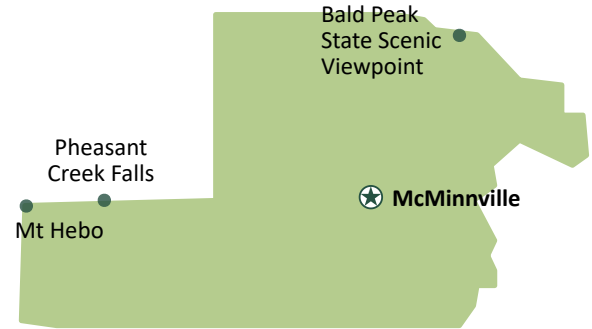 Bald Peak
State Scenic
Viewpoint
Pheasant
Creek Falls
McMinnville
Mt Hebo